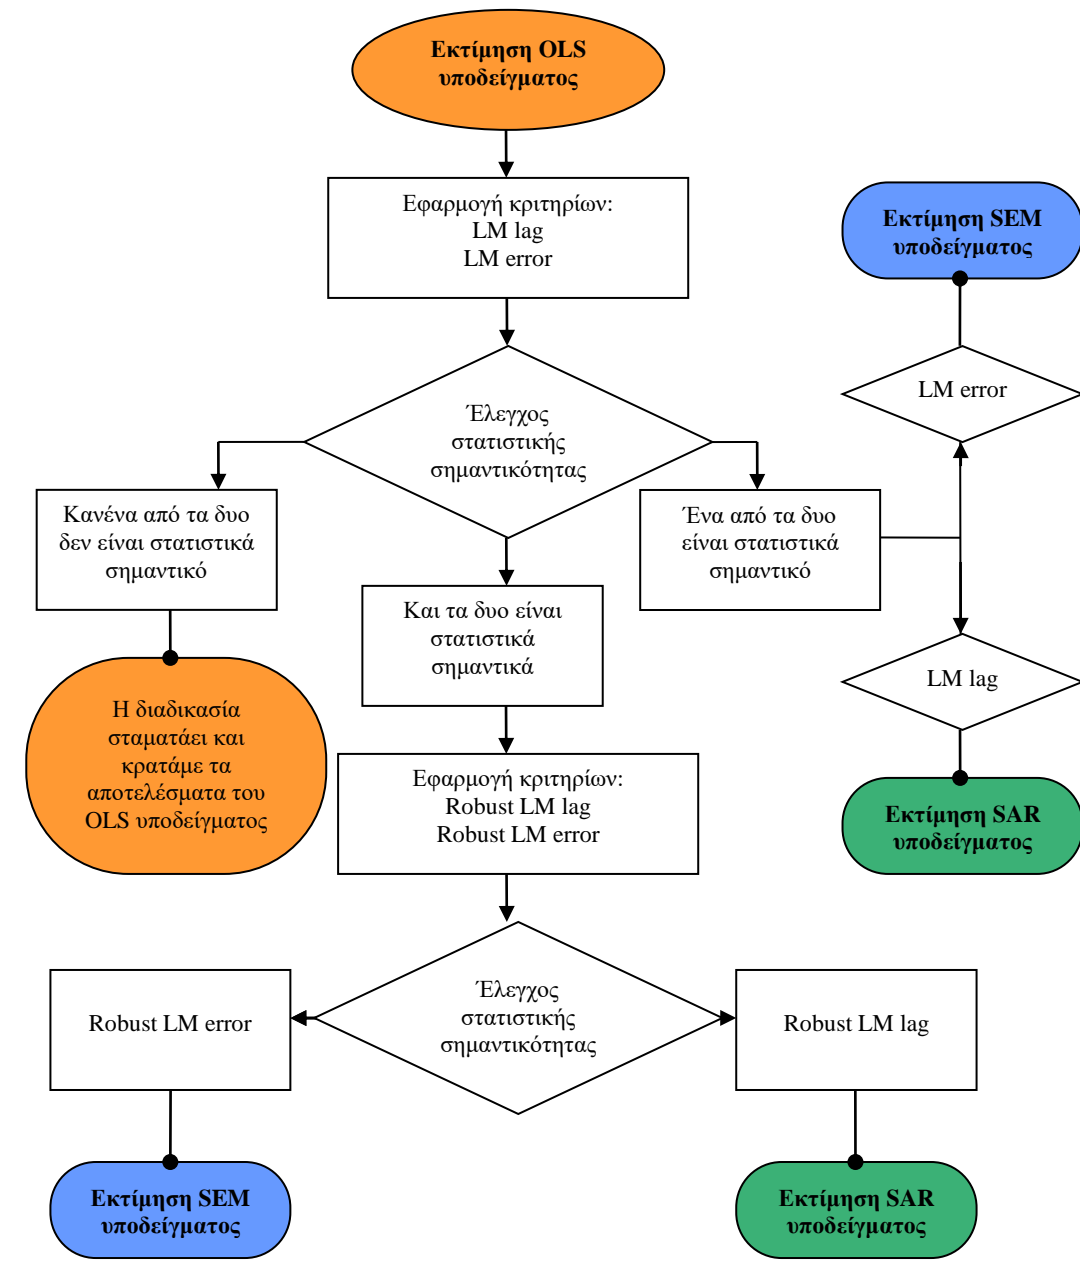 Εκτίμηση OLS
υποδείγματος
Εφαρμογή κριτηρίων:
LM lag
LM error
Εκτίμηση SEM
υποδείγματος
LM error
Έλεγχος
στατιστικής
σημαντικότητας
Κανένα από τα δυο
δεν είναι στατιστικά
σημαντικό
Ένα από τα δυο
είναι στατιστικά
σημαντικό
Και τα δυο είναι
στατιστικά
σημαντικά
LM lag
Η διαδικασία
σταματάει και
κρατάμε τα
αποτελέσματα του
OLS υποδείγματος
Εφαρμογή κριτηρίων:
Robust LM lag
Robust LM error
Εκτίμηση SAR
υποδείγματος
Έλεγχος
στατιστικής
σημαντικότητας
Robust LM error
Robust LM lag
Εκτίμηση SEM
υποδείγματος
Εκτίμηση SAR
υποδείγματος